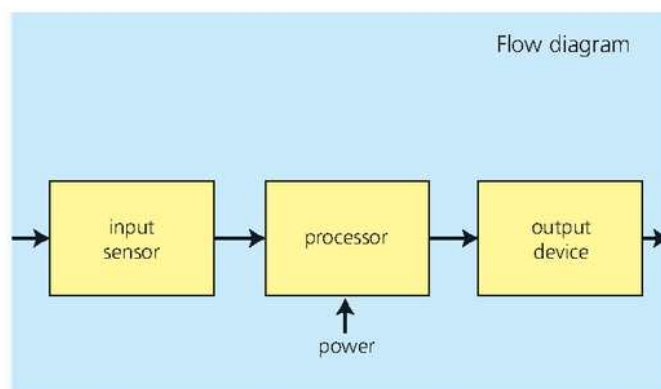 Flow diagram
input
sensor
processor
output
device
power